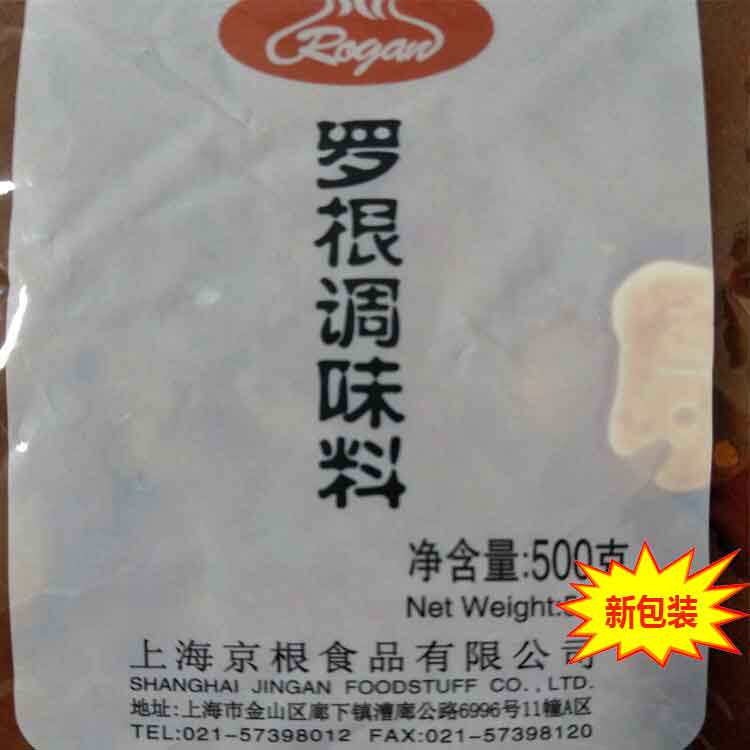 Rogan
罗根调味料
净含量:500克
Net Weight:
新包装
上海京根食品有限公司
SHANGHAI JINGAN FOODSTUFF CO.,LTD.
地址:上海市金山区廊下镇漕廊公路6996号11幢A区
TEL:021-57398012 FAX:021-57398120